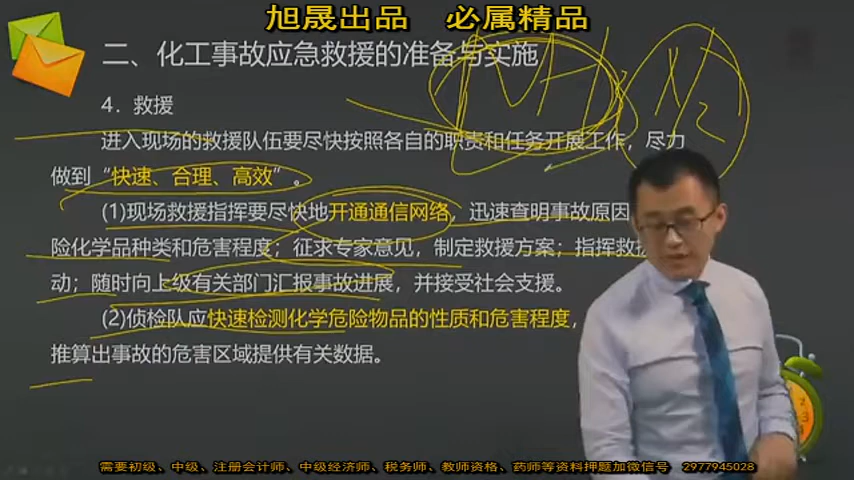 旭晟出品 必属精品
二、化工事故应急救援的准备与实施
4．救援
进入现场的救援队伍要尽快按照各自的职责和任务开展工作，尽力
做到“快速、合理、高效”。
(1)现场救援指挥要尽快地开通通信网络，迅速查明事故原因
险化学品种类和危害程度；征求专家意见，制定救援方案；指挥救
动；随时向上级有关部门汇报事故进展，并接受社会支援。
(2)侦检队应快速检测化学危险物品的性质和危害程度，
推算出事故的危害区域提供有关数据。
需要初级、中级、注册会计师、中级经济师、税务师、教师资格、药师等资料押题加微信号 2977945028